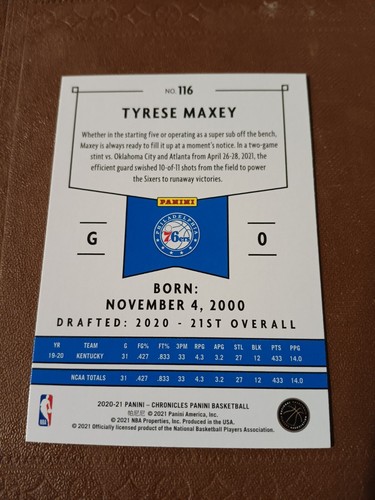 NO. 116
TYRESE MAXEY
Whether in the starting five or operating as a super sub off the bench,
Maxey is always ready to fill it up at a moment's notice. In a two-game
stint vs. Oklahoma City and Atlanta from April 26-28, 2021, the
efficient guard swished 10-of-11 shots from the field to power
the Sixers to runaway victories.
PANINI
PHILADELPHIA
76ers
G 0
BORN:
NOVEMBER 4, 2000
DRAFTED: 2020 - 21ST OVERALL
YR TEAM G FG% FT% 3PM RPG APG STL BLK PTS PPG
19-20 KENTUCKY 31 .427 .833 33 4.3 3.2 27 12 433 14.0
NCAA TOTALS 31 .427 .833 33 4.3 3.2 27 12 433 14.0
2020-21 PANINI – CHRONICLES PANINI BASKETBALL
帕尼尼 © 2021 Panini America, Inc.
© 2021 NBA Properties, Inc. Produced in the USA.
© 2021 Officially licensed product of the National Basketball Players Association.
NBA